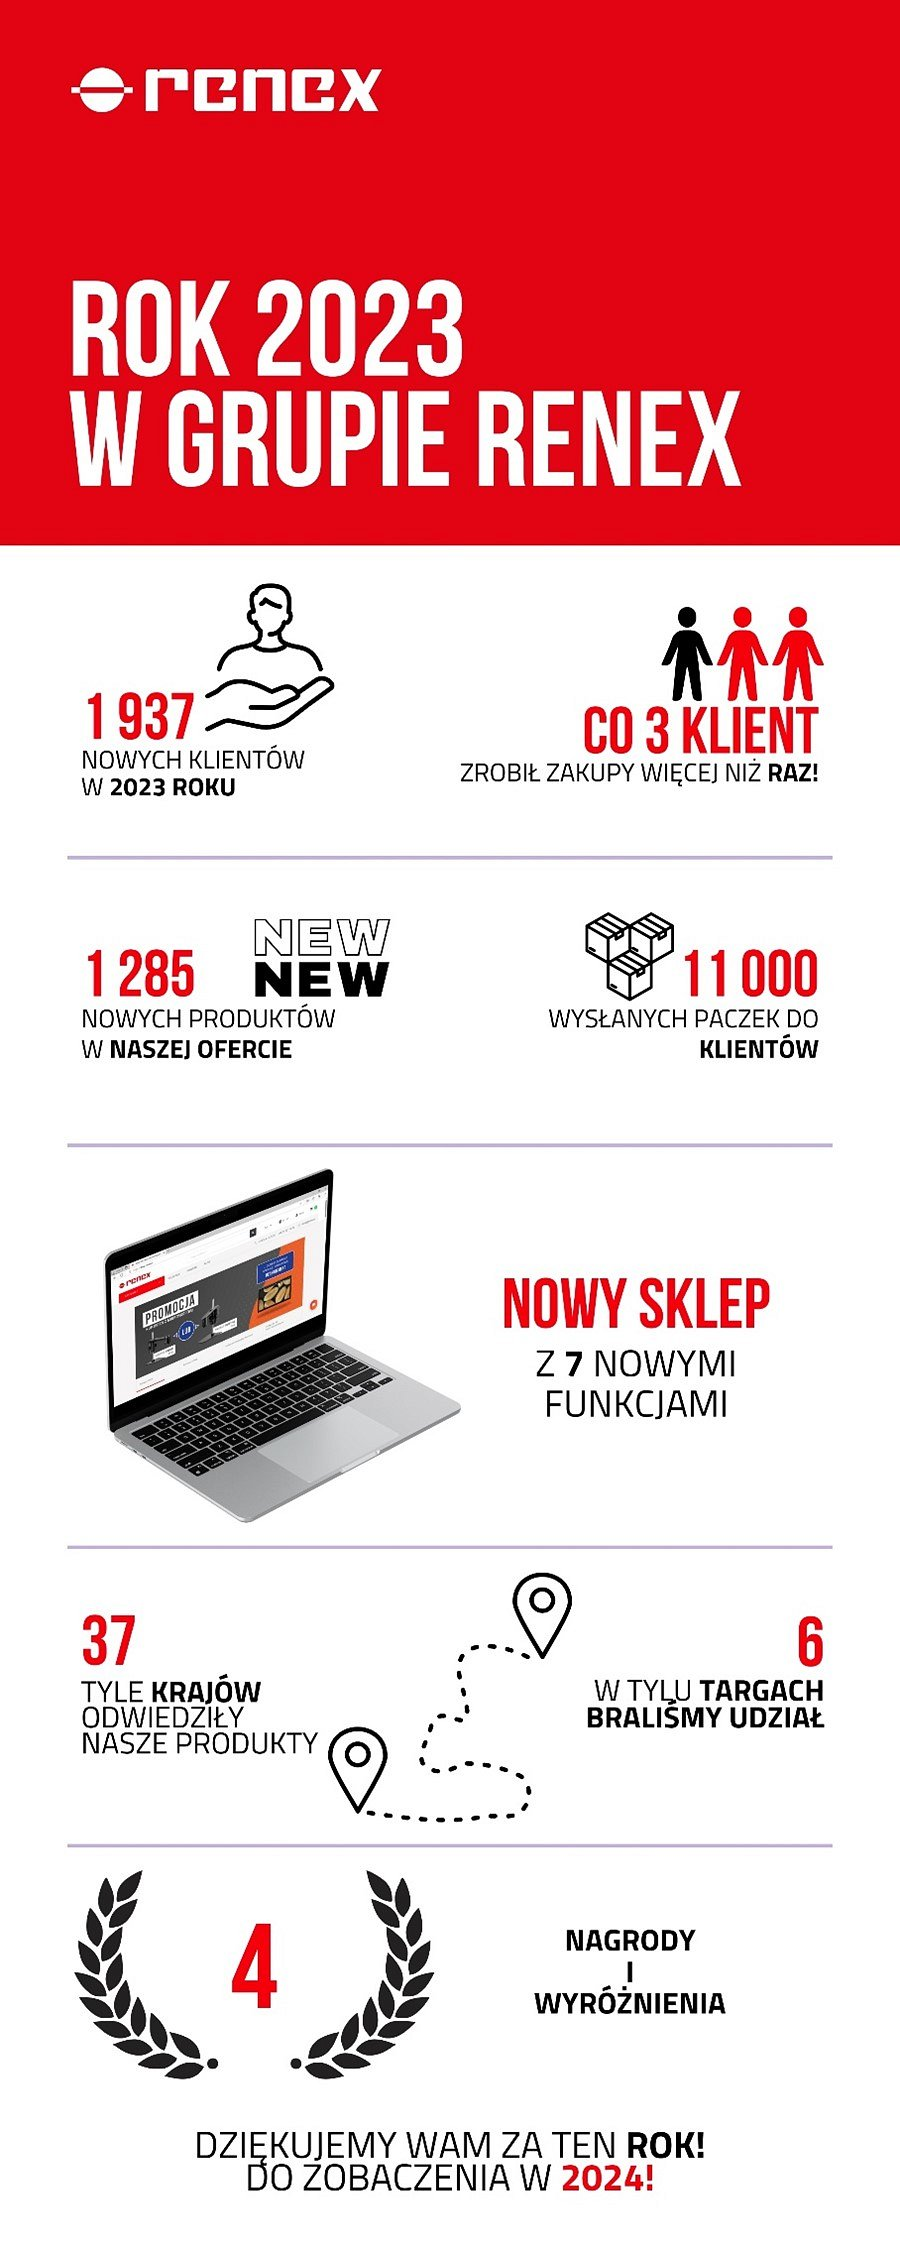 renex
ROK 2023
W GRUPIE RENEX
1 937
NOWYCH KLIENTÓW
W 2023 ROKU
CO 3 KLIENT
ZROBIŁ ZAKUPY WIĘCEJ NIŻ RAZ!
1 285
NEW
NEW
NOWYCH PRODUKTÓW
W NASZEJ OFERCIE
11 000
WYSŁANYCH PACZEK DO
KLIENTÓW
renex
PROMOCJA
NOWY SKLEP
Z 7 NOWYMI
FUNKCJAMI
37
TYLE KRAJÓW
ODWIEDZIŁY
NASZE PRODUKTY
6
W TYLU TARGACH
BRALIŚMY UDZIAŁ
4
NAGRODY
I
WYRÓŻNIENIA
DZIĘKUJEMY WAM ZA TEN ROK!
DO ZOBACZENIA W 2024!